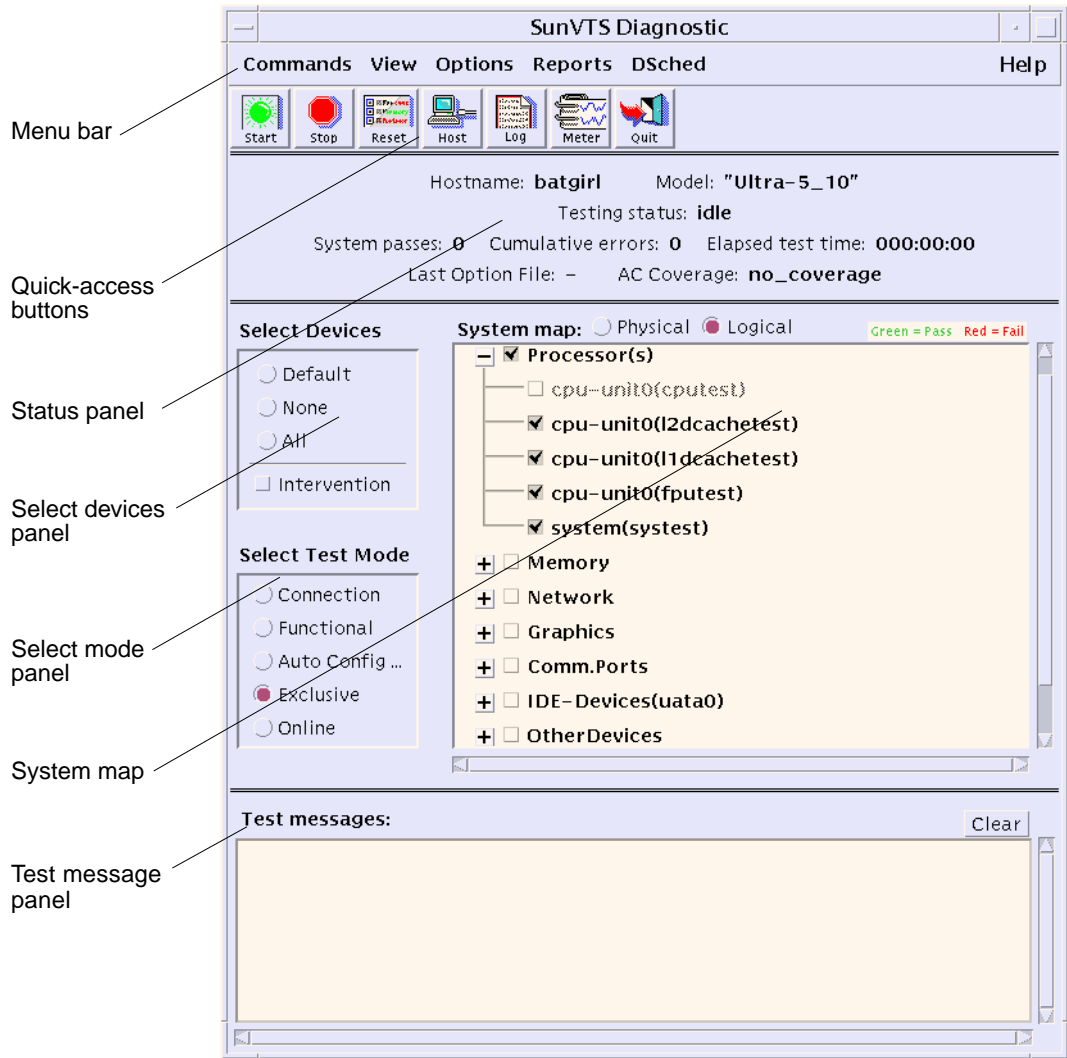 SunVTS Diagnostic
Commands View Options Reports DSched Help
Start Stop Reset Host Log Meter Quit
Menu bar
Hostname: batgirl Model: "Ultra-5_10"
Testing status: idle
System passes: 0 Cumulative errors: 0 Elapsed test time: 000:00:00
Last Option File: - AC Coverage: no_coverage
Quick-access
buttons
Status panel
Select devices
panel
Select mode
panel
System map
Test message
panel
Select Devices
Default
None
All
Intervention
Select Test Mode
Connection
Functional
Auto Config ...
Exclusive
Online
System map: Physical Logical Green = Pass Red = Fail
Processor(s)
cpu-unit0(cputest)
cpu-unit0(l2dcachetest)
cpu-unit0(l1dcachetest)
cpu-unit0(fputest)
system(systest)
Memory
Network
Graphics
Comm.Ports
IDE-Devices(uata0)
OtherDevices
Test messages: Clear